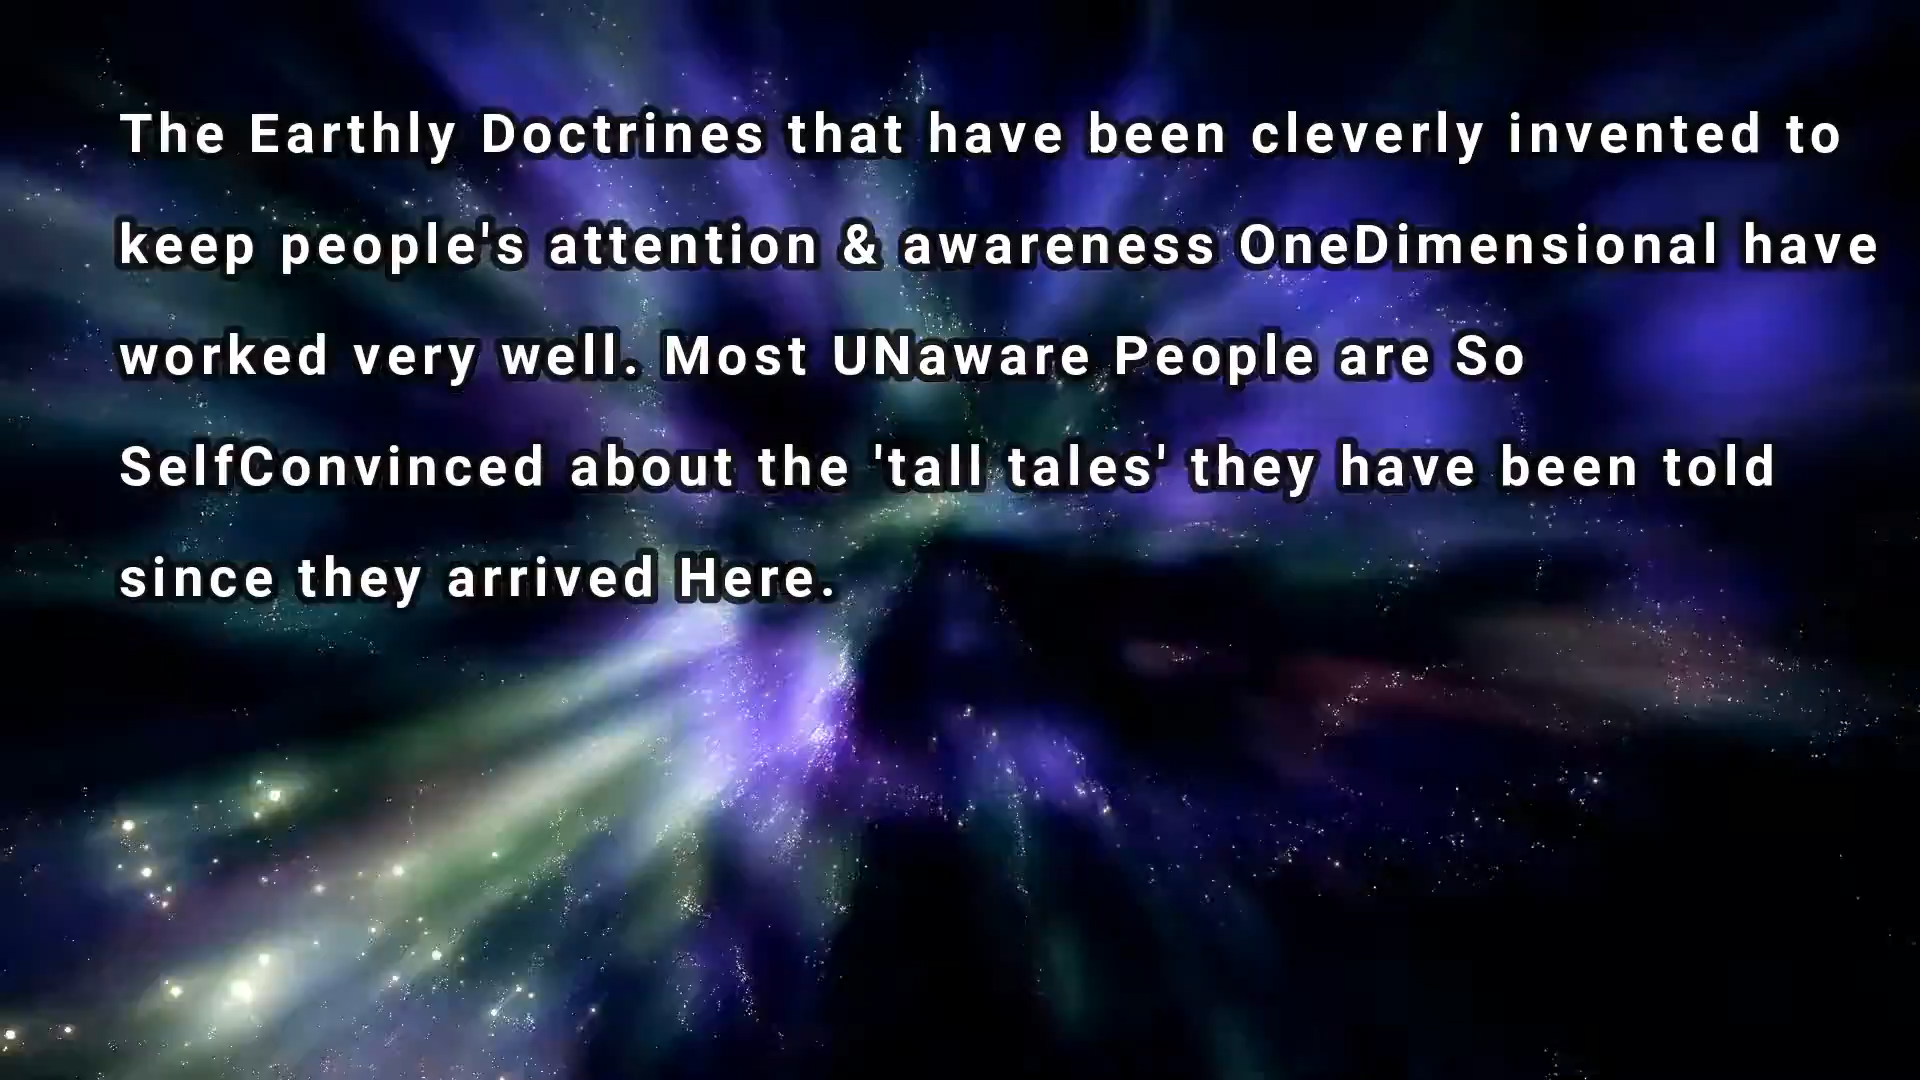 The Earthly Doctrines that have been cleverly invented to
keep people's attention & awareness OneDimensional have
worked very well. Most UNaware People are So
SelfConvinced about the 'tall tales' they have been told
since they arrived Here.